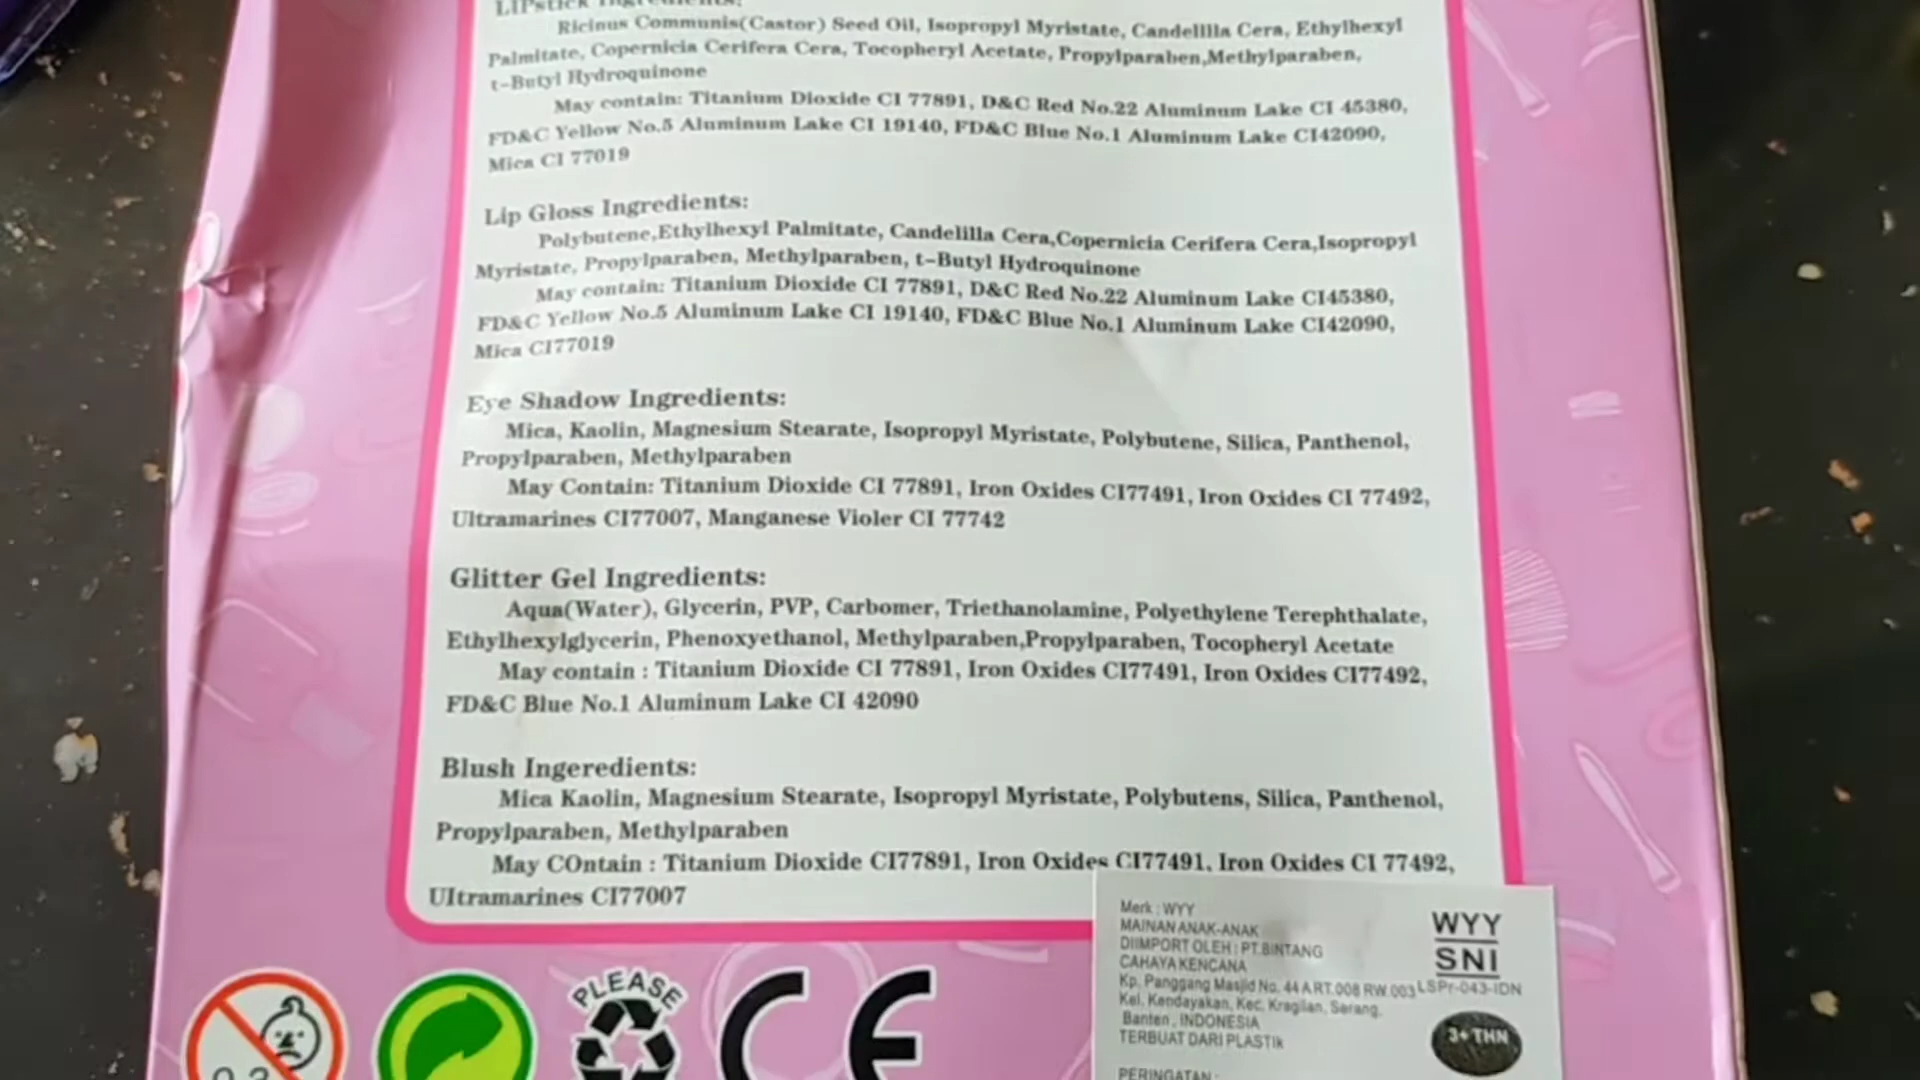 LIPstick Ingredients:
Ricinus Communis(Castor) Seed Oil, Isopropyl Myristate, Candelilla Cera, Ethylhexyl
Palmitate, Copernicia Cerifera Cera, Tocopheryl Acetate, Propylparaben,Methylparaben,
t-Butyl Hydroquinone
May contain: Titanium Dioxide CI 77891, D&C Red No.22 Aluminum Lake CI 45380,
FD&C Yellow No.5 Aluminum Lake CI 19140, FD&C Blue No.1 Aluminum Lake CI42090,
Mica CI 77019
Lip Gloss Ingredients:
Polybutene,Ethylhexyl Palmitate, Candelilla Cera,Copernicia Cerifera Cera,Isopropyl
Myristate, Propylparaben, Methylparaben, t-Butyl Hydroquinone
May contain: Titanium Dioxide CI 77891, D&C Red No.22 Aluminum Lake CI45380,
FD&C Yellow No.5 Aluminum Lake CI 19140, FD&C Blue No.1 Aluminum Lake CI42090,
Mica CI77019
Eye Shadow Ingredients:
Mica, Kaolin, Magnesium Stearate, Isopropyl Myristate, Polybutene, Silica, Panthenol,
Propylparaben, Methylparaben
May Contain: Titanium Dioxide CI 77891, Iron Oxides CI77491, Iron Oxides CI 77492,
Ultramarines CI77007, Manganese Violer CI 77742
Glitter Gel Ingredients:
Aqua(Water), Glycerin, PVP, Carbomer, Triethanolamine, Polyethylene Terephthalate,
Ethylhexylglycerin, Phenoxyethanol, Methylparaben,Propylparaben, Tocopheryl Acetate
May contain : Titanium Dioxide CI 77891, Iron Oxides CI77491, Iron Oxides CI77492,
FD&C Blue No.1 Aluminum Lake CI 42090
Blush Ingeredients:
Mica Kaolin, Magnesium Stearate, Isopropyl Myristate, Polybutens, Silica, Panthenol,
Propylparaben, Methylparaben
May COntain : Titanium Dioxide CI77891, Iron Oxides CI77491, Iron Oxides CI 77492,
Ultramarines CI77007
0-3
PLEASE
CE
Merk : WYY
MAINAN ANAK-ANAK
DIIMPORT OLEH : PT.BINTANG
CAHAYA KENCANA
Kp. Panggang Masjid No. 44 A RT.008 RW.003
Kel. Kendayakan, Kec. Kragilan, Serang.
Banten , INDONESIA
TERBUAT DARI PLASTIK
PERINGATAN :
WYY
SNI
LSPr-043-IDN
3+ THN